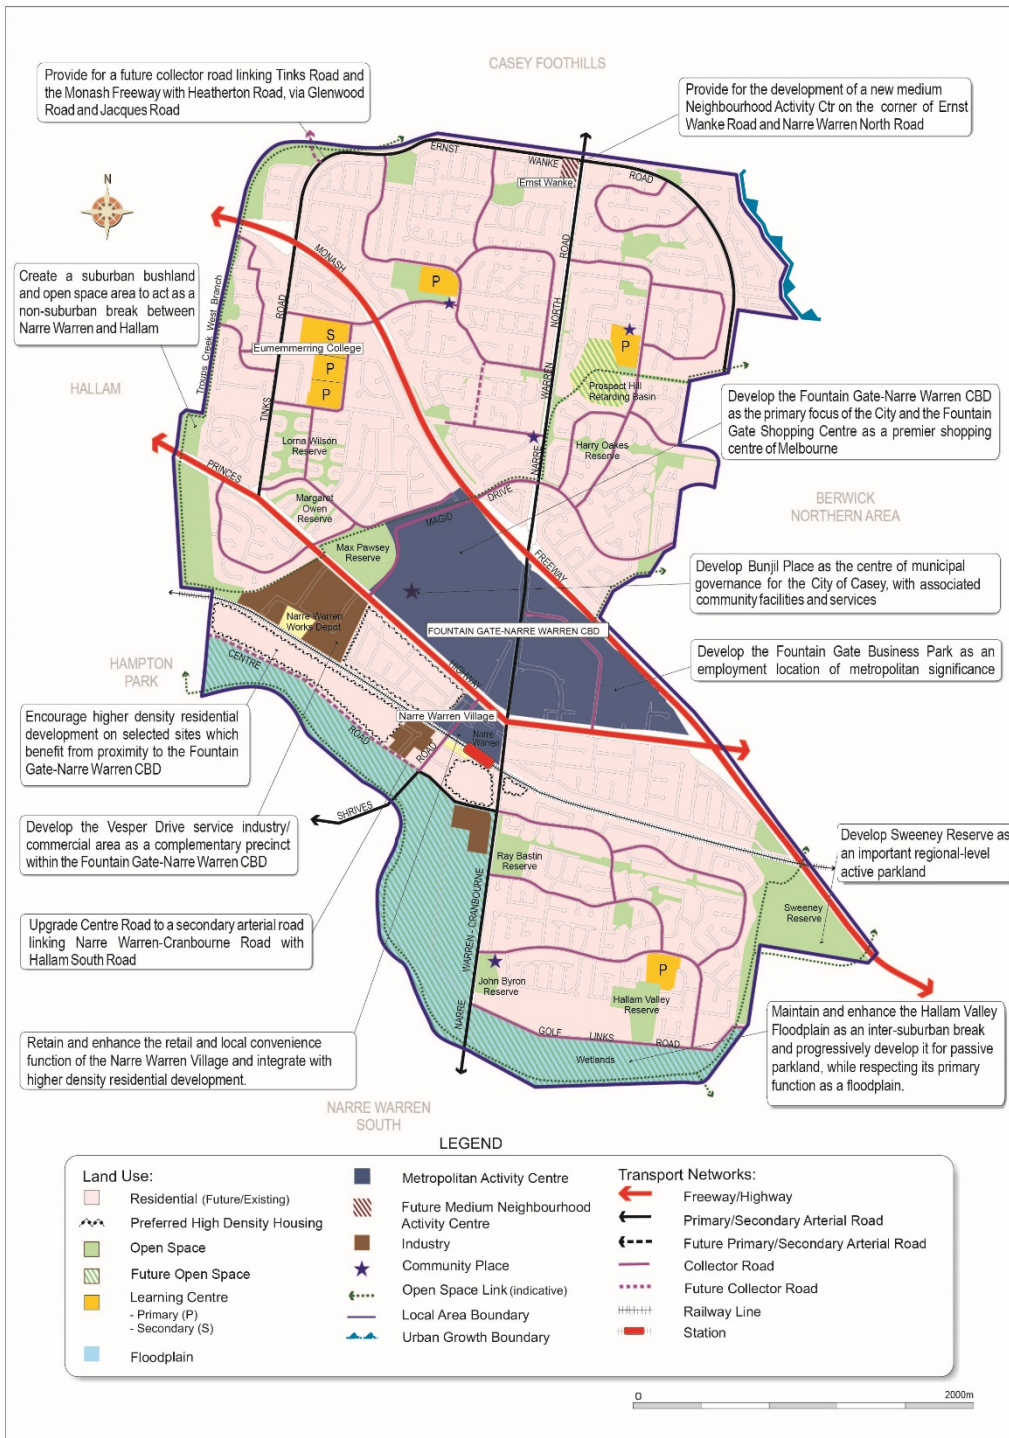 CASEY FOOTHILLS
Provide for a future collector road linking Tinks Road and
the Monash Freeway with Heatherton Road, via Glenwood
Road and Jacques Road
Provide for the development of a new medium
Neighbourhood Activity Ctr on the corner of Ernst
Wanke Road and Narre Warren North Road
ERNST
WANKE
ROAD
Ernst Wanke
N
MONASH
ROAD
NORTH
WARREN
NARRE
Create a suburban bushland
and open space area to act as a
non-suburban break between
Narre Warren and Hallam
Troups Creek West Branch
ROAD
TINKS
P
S
Eumemmerring College
P
P
P
Prospect Hill
Retarding Basin
HALLAM
Develop the Fountain Gate-Narre Warren CBD
as the primary focus of the City and the Fountain
Gate Shopping Centre as a premier shopping
centre of Melbourne
Lorna Wilson
Reserve
Harry Oakes
Reserve
PRINCES
Margaret
Owen
Reserve
MAGID
DRIVE
BERWICK
NORTHERN AREA
Max Pawsey
Reserve
FREEWAY
Develop Bunjil Place as the centre of municipal
governance for the City of Casey, with associated
community facilities and services
Narre Warren
Works Depot
FOUNTAIN GATE-NARRE WARREN CBD
HAMPTON
PARK
CENTRE
ROAD
HIGHWAY
Develop the Fountain Gate Business Park as an
employment location of metropolitan significance
Encourage higher density residential
development on selected sites which
benefit from proximity to the Fountain
Gate-Narre Warren CBD
Narre Warren Village
Narre
Warren
ROAD
SHRIVES
Develop the Vesper Drive service industry/
commercial area as a complementary precinct
within the Fountain Gate-Narre Warren CBD
Develop Sweeney Reserve as
an important regional-level
active parkland
Ray Bastin
Reserve
Sweeney
Reserve
Upgrade Centre Road to a secondary arterial road
linking Narre Warren-Cranbourne Road with
Hallam South Road
WARREN - CRANBOURNE
NARRE
P
John Byron
Reserve
Hallam Valley
Reserve
GOLF
LINKS
ROAD
Wetlands
Retain and enhance the retail and local convenience
function of the Narre Warren Village and integrate with
higher density residential development.
Maintain and enhance the Hallam Valley
Floodplain as an inter-suburban break
and progressively develop it for passive
parkland, while respecting its primary
function as a floodplain.
NARRE WARREN
SOUTH
LEGEND
Land Use:
Residential (Future/Existing)
Preferred High Density Housing
Open Space
Future Open Space
Learning Centre
- Primary (P)
- Secondary (S)
Floodplain
Metropolitan Activity Centre
Future Medium Neighbourhood
Activity Centre
Industry
Community Place
Open Space Link (indicative)
Local Area Boundary
Urban Growth Boundary
Transport Networks:
Freeway/Highway
Primary/Secondary Arterial Road
Future Primary/Secondary Arterial Road
Collector Road
Future Collector Road
Railway Line
Station
0
2000m